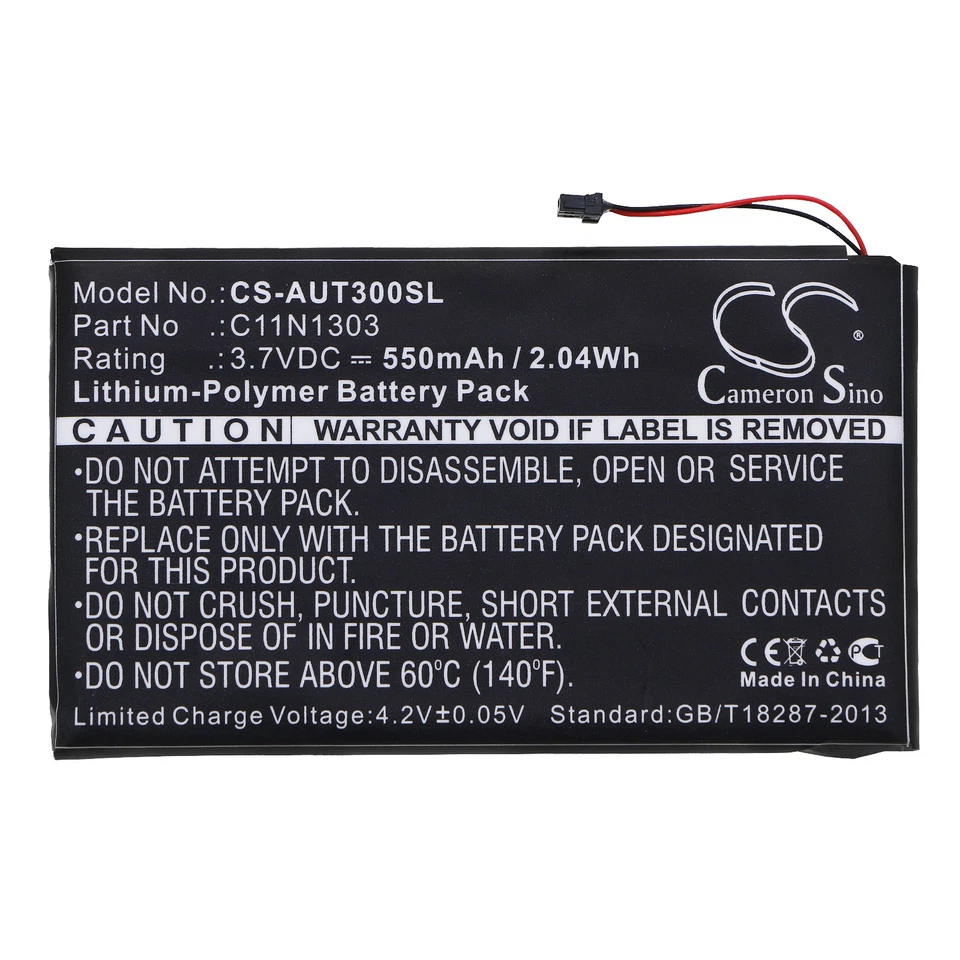 Model No.: CS-AUT300SL
Part No .: C11N1303
Rating .: 3.7VDC ⎓ 550mAh / 2.04Wh
Lithium-Polymer Battery Pack
CS ®
Cameron Sino
CAUTION WARRANTY VOID IF LABEL IS REMOVED
•DO NOT ATTEMPT TO DISASSEMBLE, OPEN OR SERVICE
THE BATTERY PACK.
•REPLACE ONLY WITH THE BATTERY PACK DESIGNATED
FOR THIS PRODUCT.
•DO NOT CRUSH, PUNCTURE, SHORT EXTERNAL CONTACTS
OR DISPOSE OF IN FIRE OR WATER.
•DO NOT STORE ABOVE 60°C (140°F).
CE PCT
Made In China
Limited Charge Voltage:4.2V±0.05V Standard:GB/T18287-2013